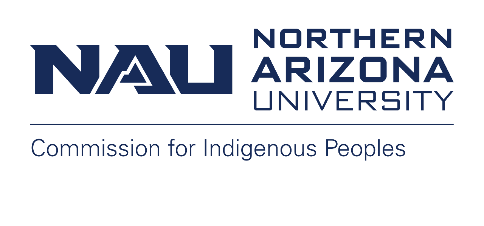 NAU
NORTHERN
ARIZONA
UNIVERSITY
Commission for Indigenous Peoples